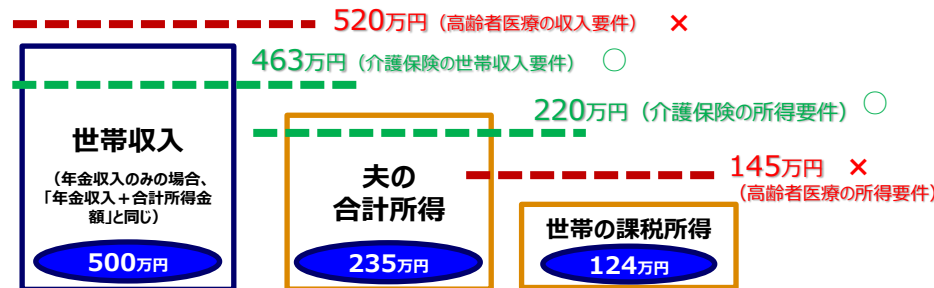 520万円（高齢者医療の収入要件） ×
463万円（介護保険の世帯収入要件） ○
220万円（介護保険の所得要件） ○
145万円 ×
（高齢者医療の所得要件）
世帯収入
（年金収入のみの場合、
「年金収入＋合計所得金
額」と同じ）
500万円
夫の
合計所得
235万円
世帯の課税所得
124万円